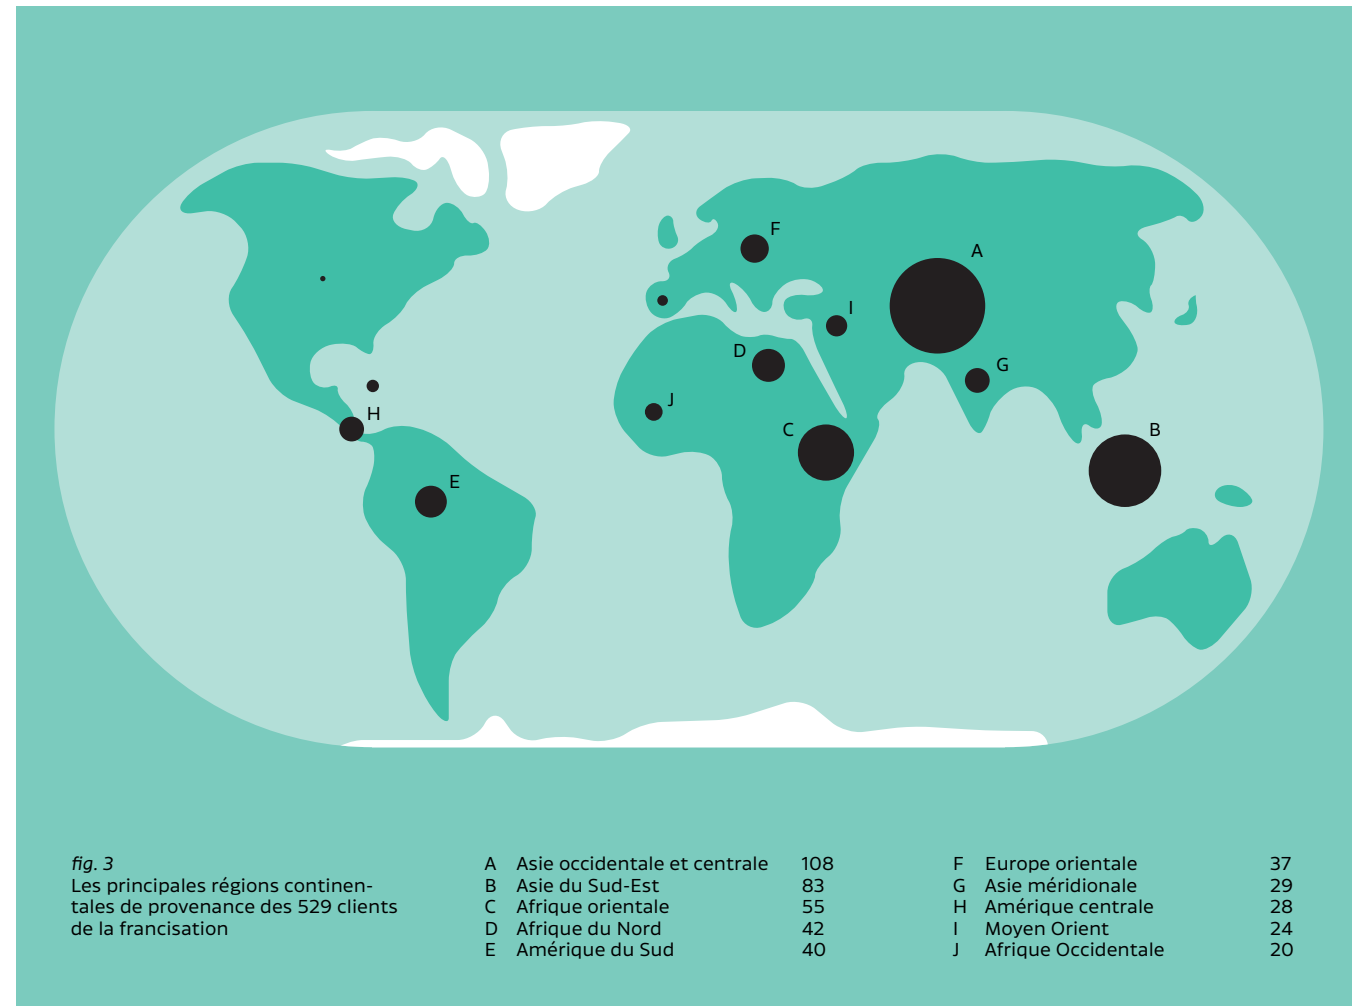 F
A
I
D
G
J
H
C
B
E
fig. 3
Les principales régions continen-
tales de provenance des 529 clients
de la francisation
A Asie occidentale et centrale 108
B Asie du Sud-Est 83
C Afrique orientale 55
D Afrique du Nord 42
E Amérique du Sud 40
F Europe orientale 37
G Asie méridionale 29
H Amérique centrale 28
I Moyen Orient 24
J Afrique Occidentale 20